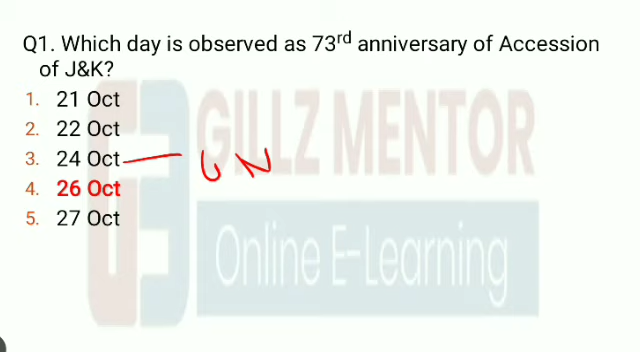 Q1. Which day is observed as 73rd anniversary of Accession
of J&K?
1. 21 Oct
2. 22 Oct
3. 24 Oct UN
4. 26 Oct
5. 27 Oct
GILLZ MENTOR
Online E-Learning